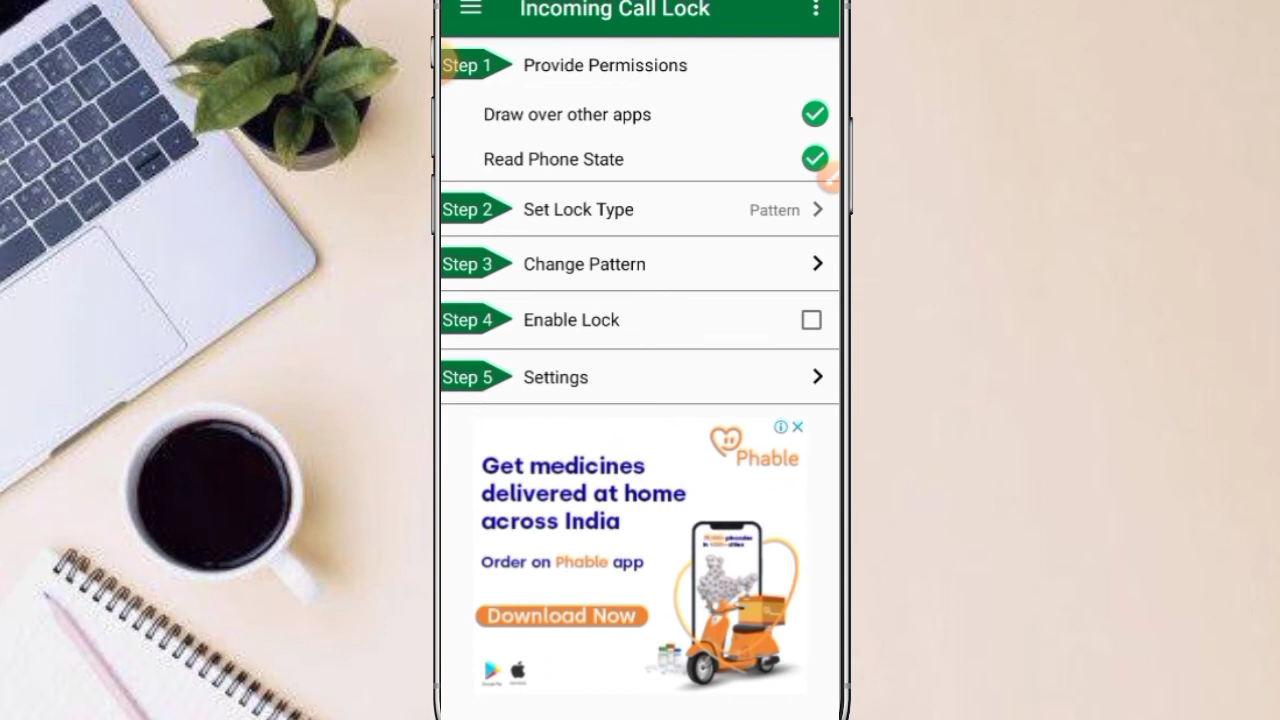 Incoming Call Lock
Step 1 Provide Permissions
Draw over other apps
Read Phone State
Step 2 Set Lock Type Pattern
Step 3 Change Pattern
Step 4 Enable Lock
Step 5 Settings
Phable
Get medicines
delivered at home
across India
Order on Phable app
Download Now